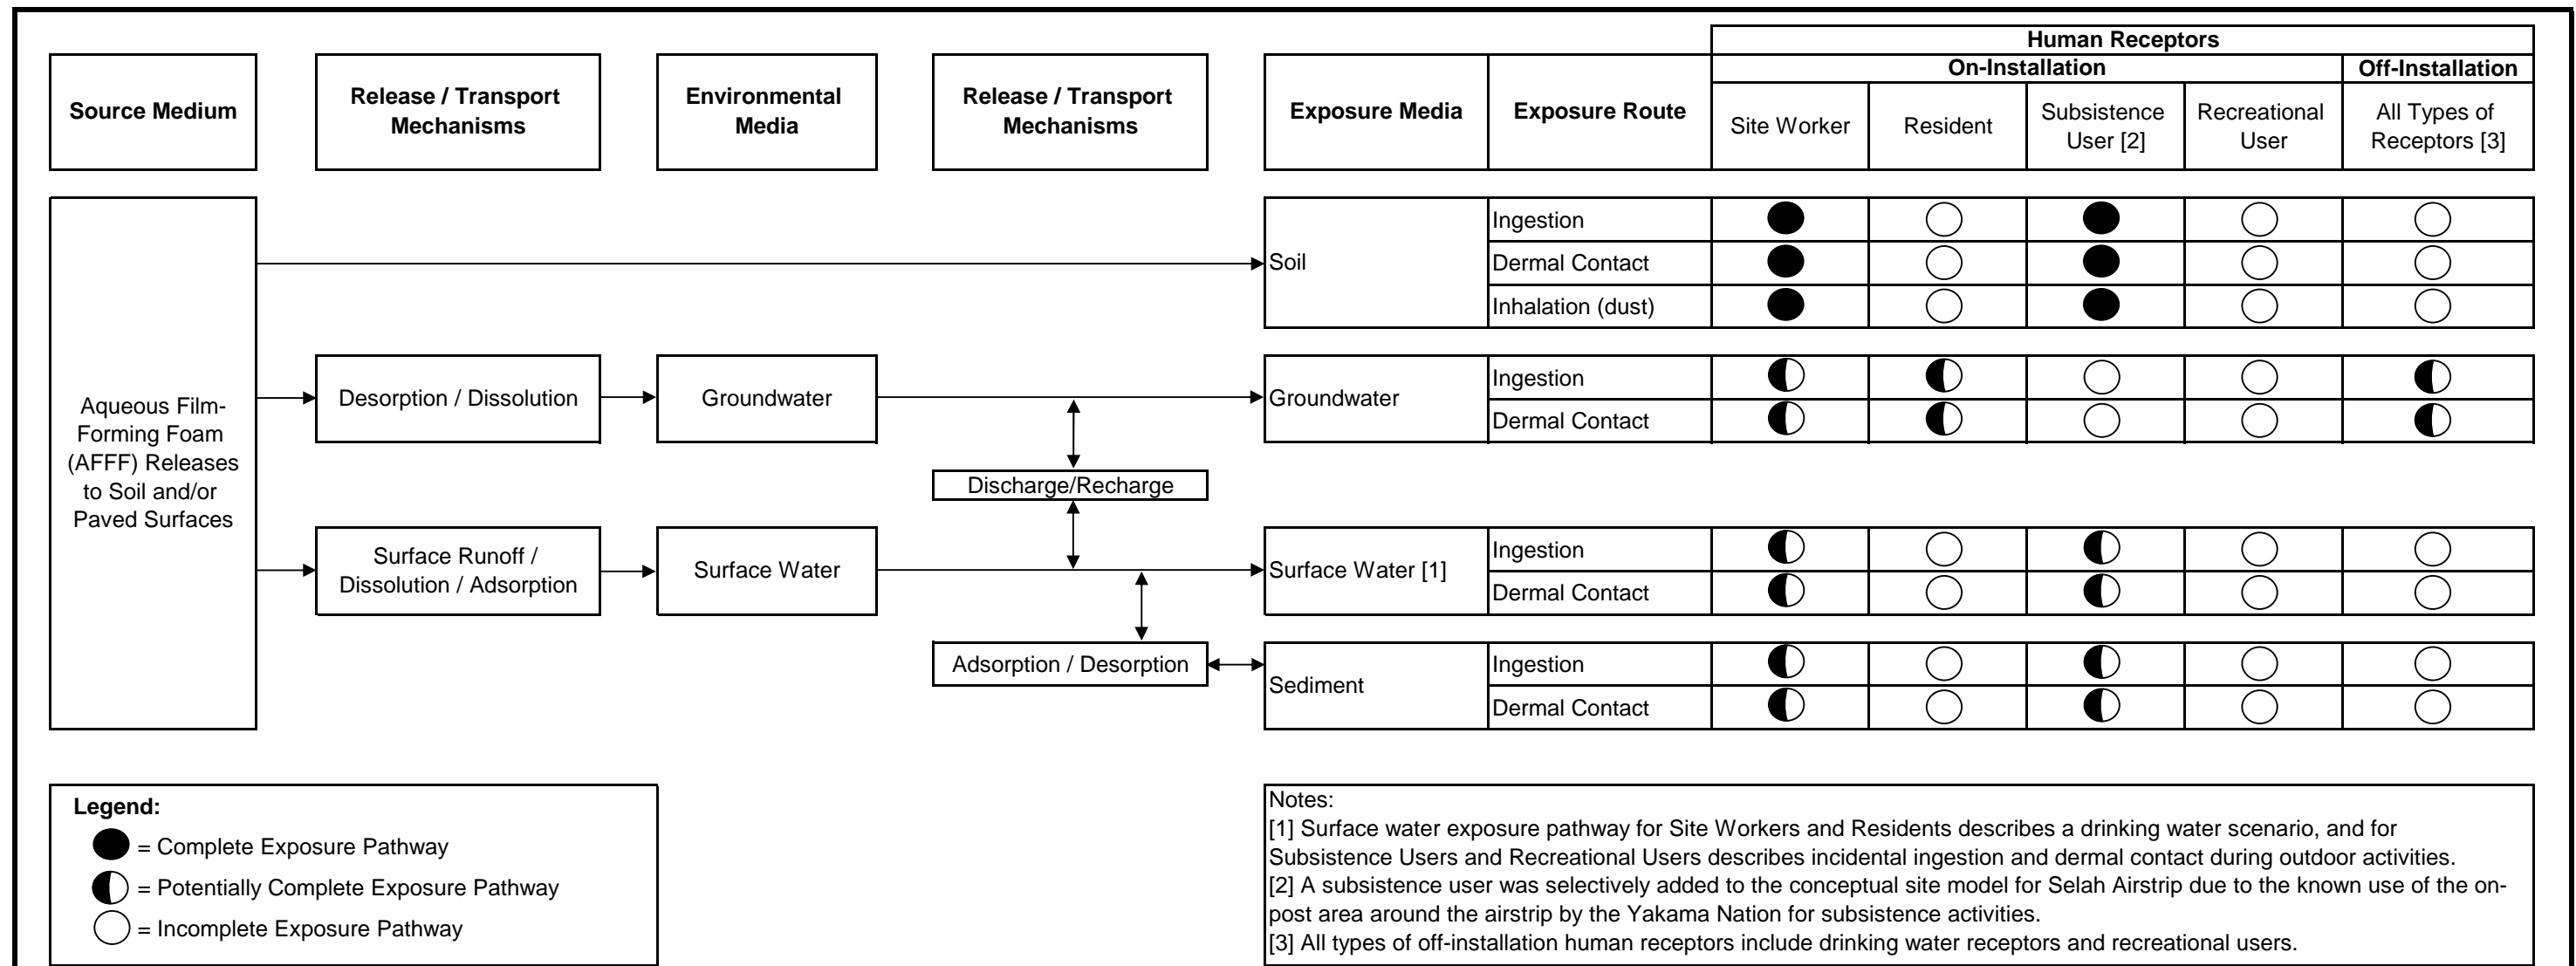 Human Receptors
On-Installation
Off-Installation
Source Medium
Release / Transport
Mechanisms
Environmental
Media
Release / Transport
Mechanisms
Exposure Media
Exposure Route
Site Worker
Resident
Subsistence
User [2]
Recreational
User
All Types of
Receptors [3]
Aqueous Film-
Forming Foam
(AFFF) Releases
to Soil and/or
Paved Surfaces
Soil
Ingestion
Dermal Contact
Inhalation (dust)
Desorption / Dissolution
Groundwater
Groundwater
Ingestion
Dermal Contact
Discharge/Recharge
Surface Runoff /
Dissolution / Adsorption
Surface Water
Surface Water [1]
Ingestion
Dermal Contact
Adsorption / Desorption
Sediment
Ingestion
Dermal Contact
Legend:
= Complete Exposure Pathway
= Potentially Complete Exposure Pathway
= Incomplete Exposure Pathway
Notes:
[1] Surface water exposure pathway for Site Workers and Residents describes a drinking water scenario, and for
Subsistence Users and Recreational Users describes incidental ingestion and dermal contact during outdoor activities.
[2] A subsistence user was selectively added to the conceptual site model for Selah Airstrip due to the known use of the on-
post area around the airstrip by the Yakama Nation for subsistence activities.
[3] All types of off-installation human receptors include drinking water receptors and recreational users.